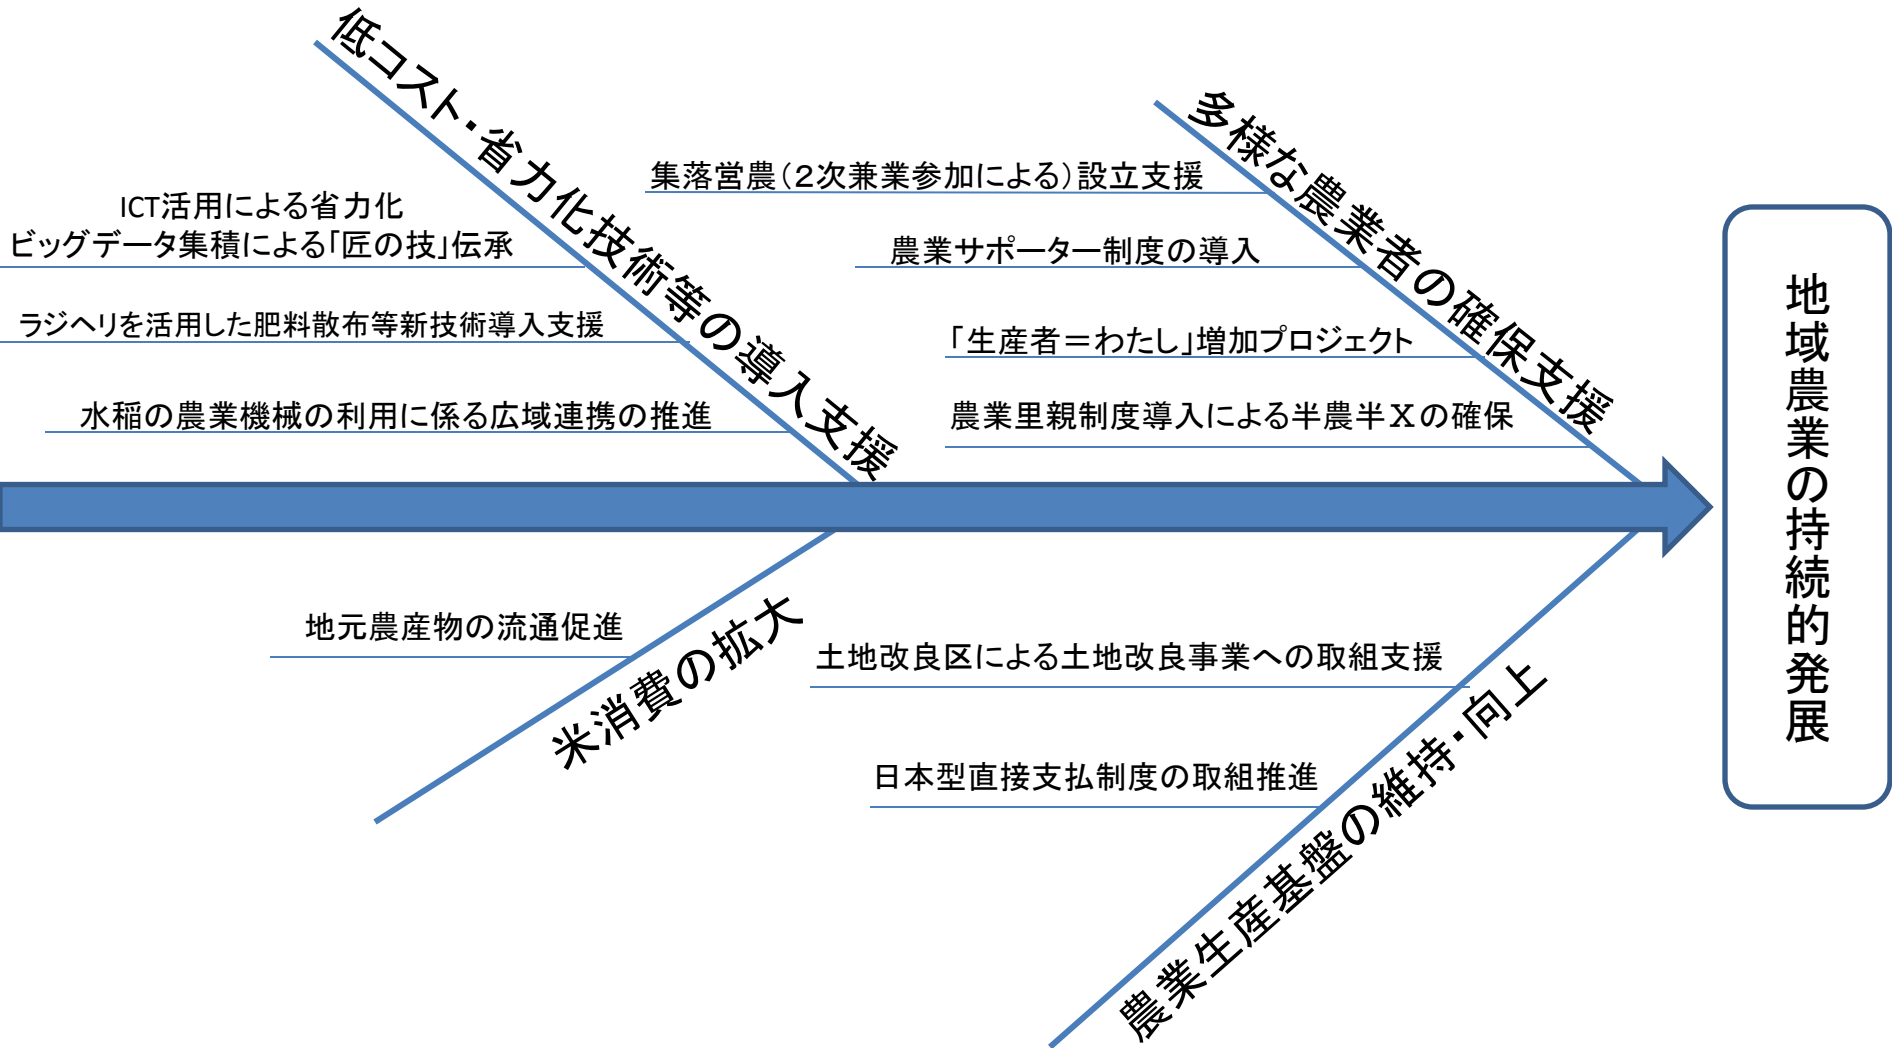 低コスト・省力化技術等の導入支援
ICT活用による省力化
ビッグデータ集積による「匠の技」伝承
ラジヘリを活用した肥料散布等新技術導入支援
水稲の農業機械の利用に係る広域連携の推進
多様な農業者の確保支援
集落営農（２次兼業参加による）設立支援
農業サポーター制度の導入
「生産者＝わたし」増加プロジェクト
農業里親制度導入による半農半Ｘの確保
地域農業の持続的発展
米消費の拡大
地元農産物の流通促進
農業生産基盤の維持・向上
土地改良区による土地改良事業への取組支援
日本型直接支払制度の取組推進